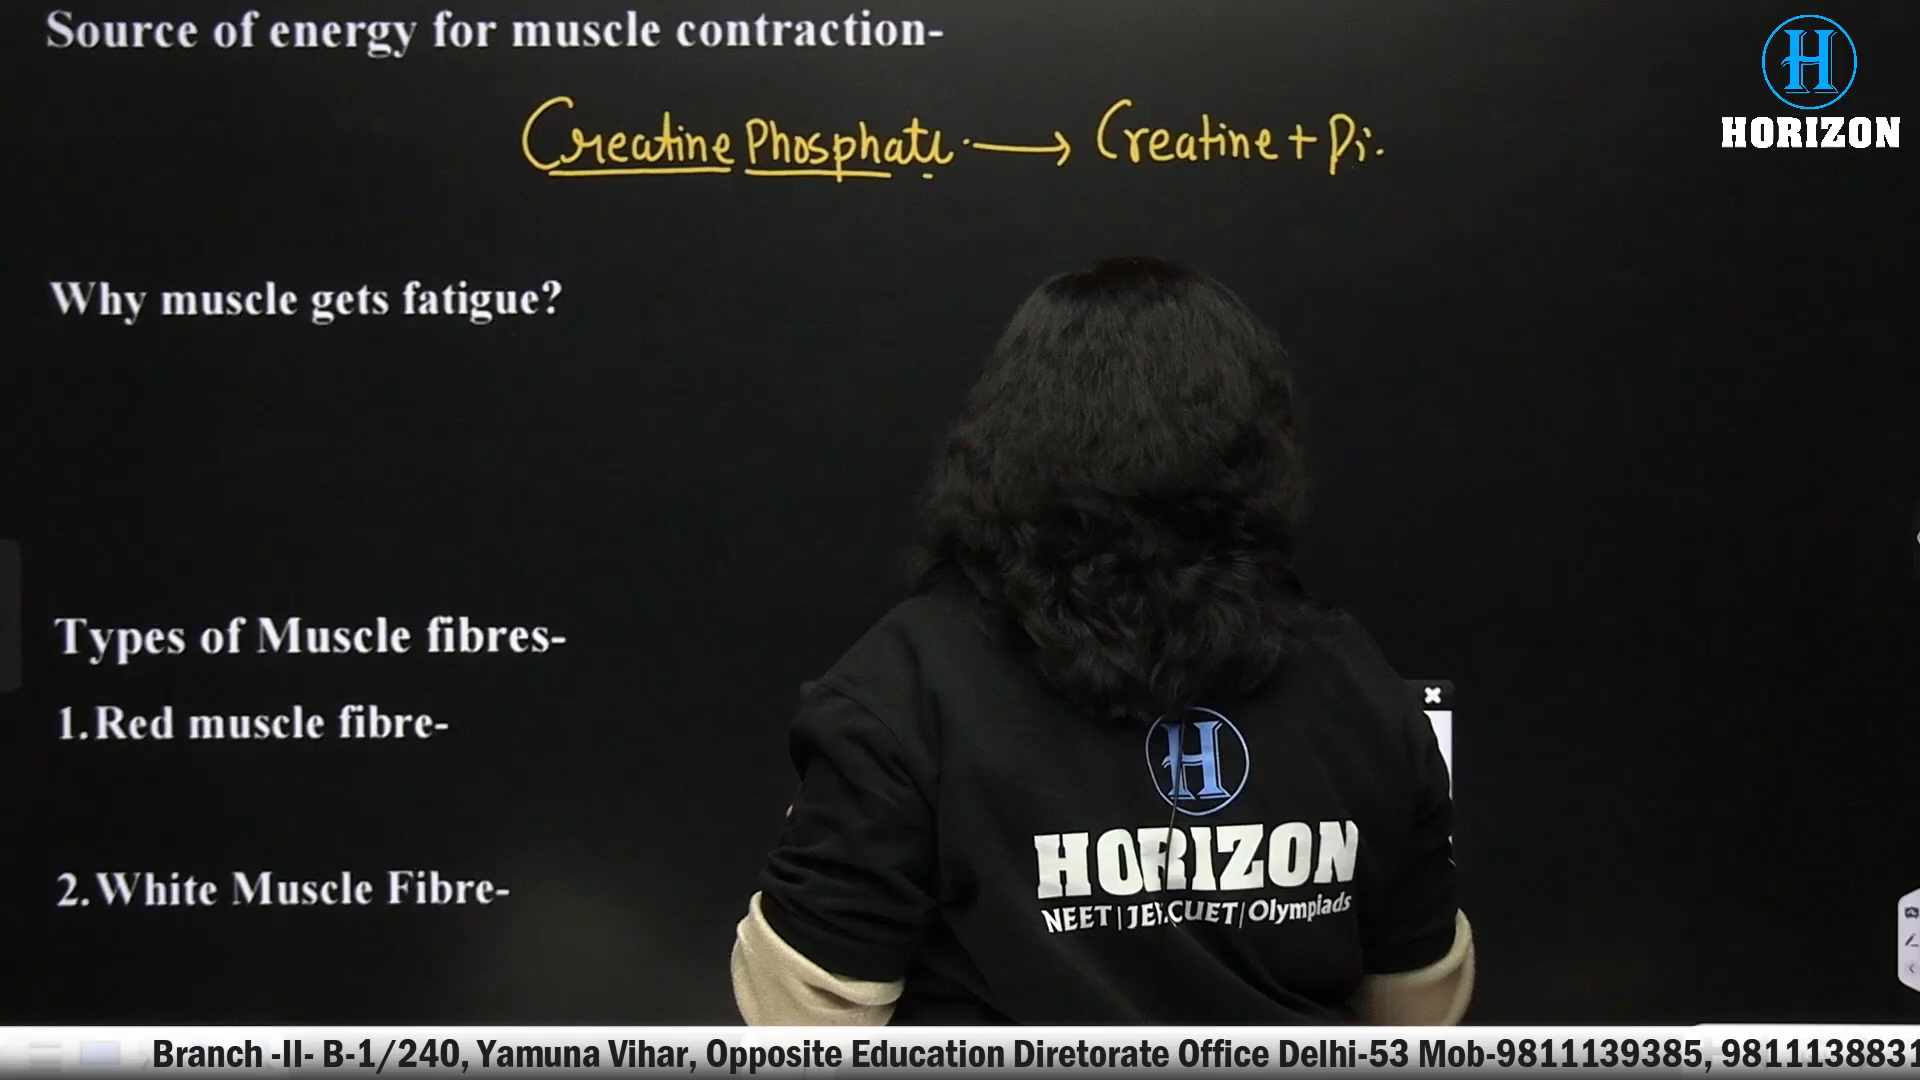 Source of energy for muscle contraction-
H
HORIZON
Creatine Phosphate → Creatine + Pi.
Why muscle gets fatigue?
Types of Muscle fibres-
1. Red muscle fibre-
2. White Muscle Fibre-
H
HORIZON
NEET | JEE CUET | Olympiads
Branch -II- B-1/240, Yamuna Vihar, Opposite Education Diretorate Office Delhi-53 Mob-9811139385, 9811138831